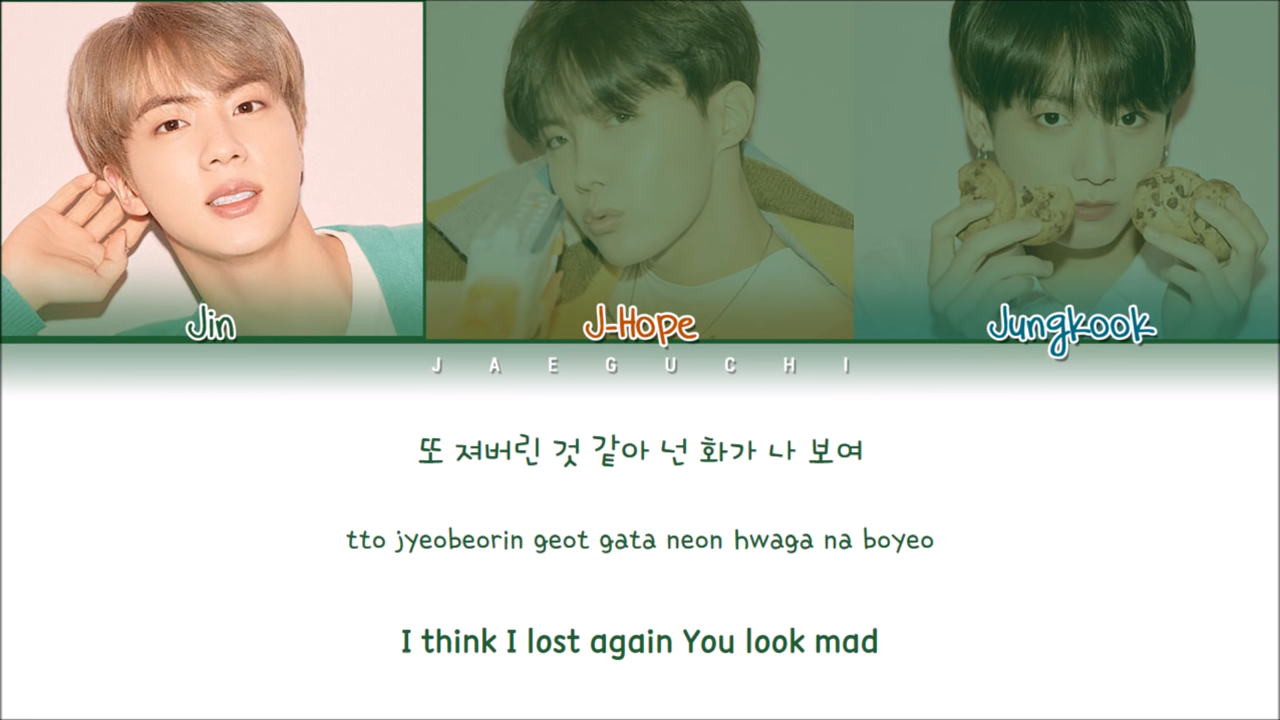 Jin
J-Hope
Jungkook
JAEGUCHI
또 져버린 것 같아 넌 화가 나 보여
tto jyeobeorin geot gata neon hwaga na boyeo
I think I lost again You look mad